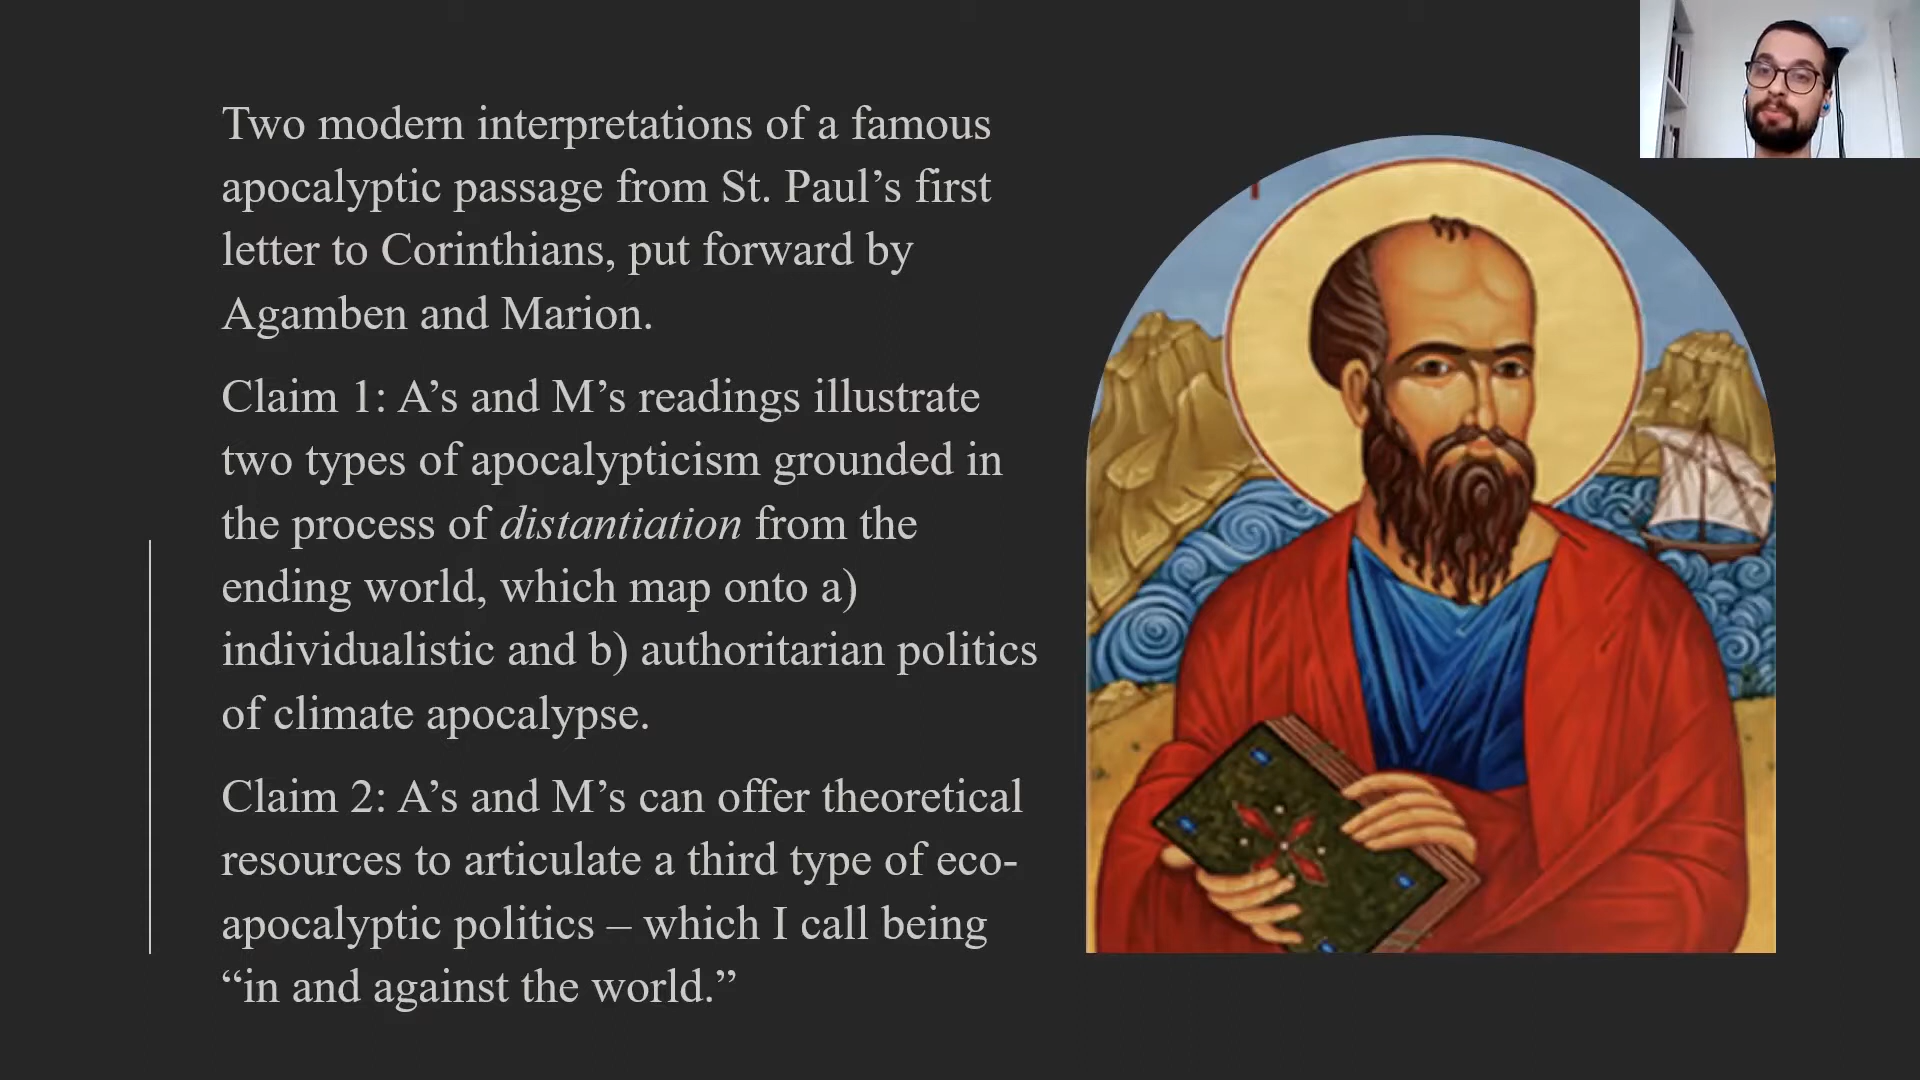 Two modern interpretations of a famous
apocalyptic passage from St. Paul’s first
letter to Corinthians, put forward by
Agamben and Marion.
Claim 1: A’s and M’s readings illustrate
two types of apocalypticism grounded in
the process of distantiation from the
ending world, which map onto a)
individualistic and b) authoritarian politics
of climate apocalypse.
Claim 2: A’s and M’s can offer theoretical
resources to articulate a third type of eco-
apocalyptic politics – which I call being
“in and against the world.”